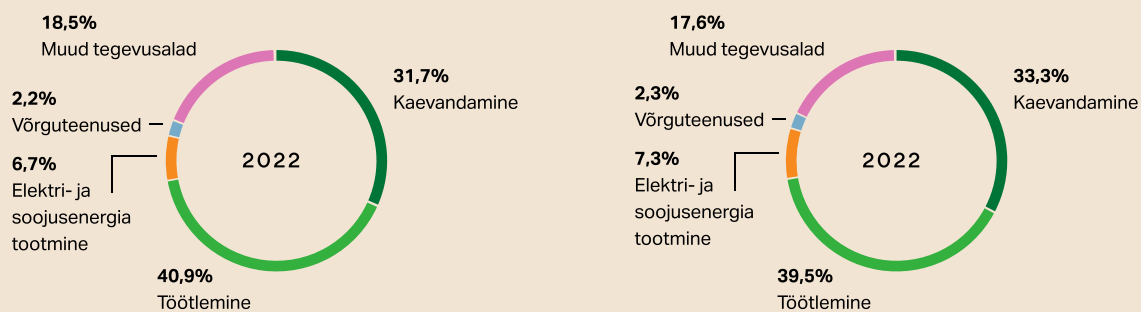 18,5%
Muud tegevusalad
31,7%
Kaevandamine
2,2%
Võrguteenused
6,7%
Elektri- ja
soojusenergia
tootmine
2022
40,9%
Töötlemine
17,6%
Muud tegevusalad
33,3%
Kaevandamine
2,3%
Võrguteenused
7,3%
Elektri- ja
soojusenergia
tootmine
2022
39,5%
Töötlemine